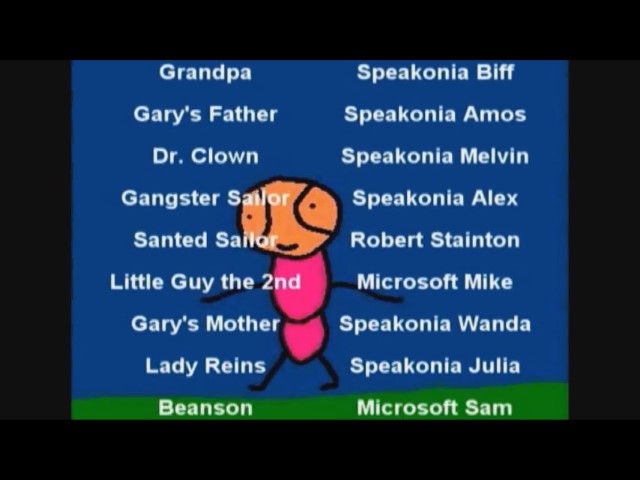 Grandpa Speakonia Biff
Gary's Father Speakonia Amos
Dr. Clown Speakonia Melvin
Gangster Sailor Speakonia Alex
Santed Sailor Robert Stainton
Little Guy the 2nd Microsoft Mike
Gary's Mother Speakonia Wanda
Lady Reins Speakonia Julia
Beanson Microsoft Sam